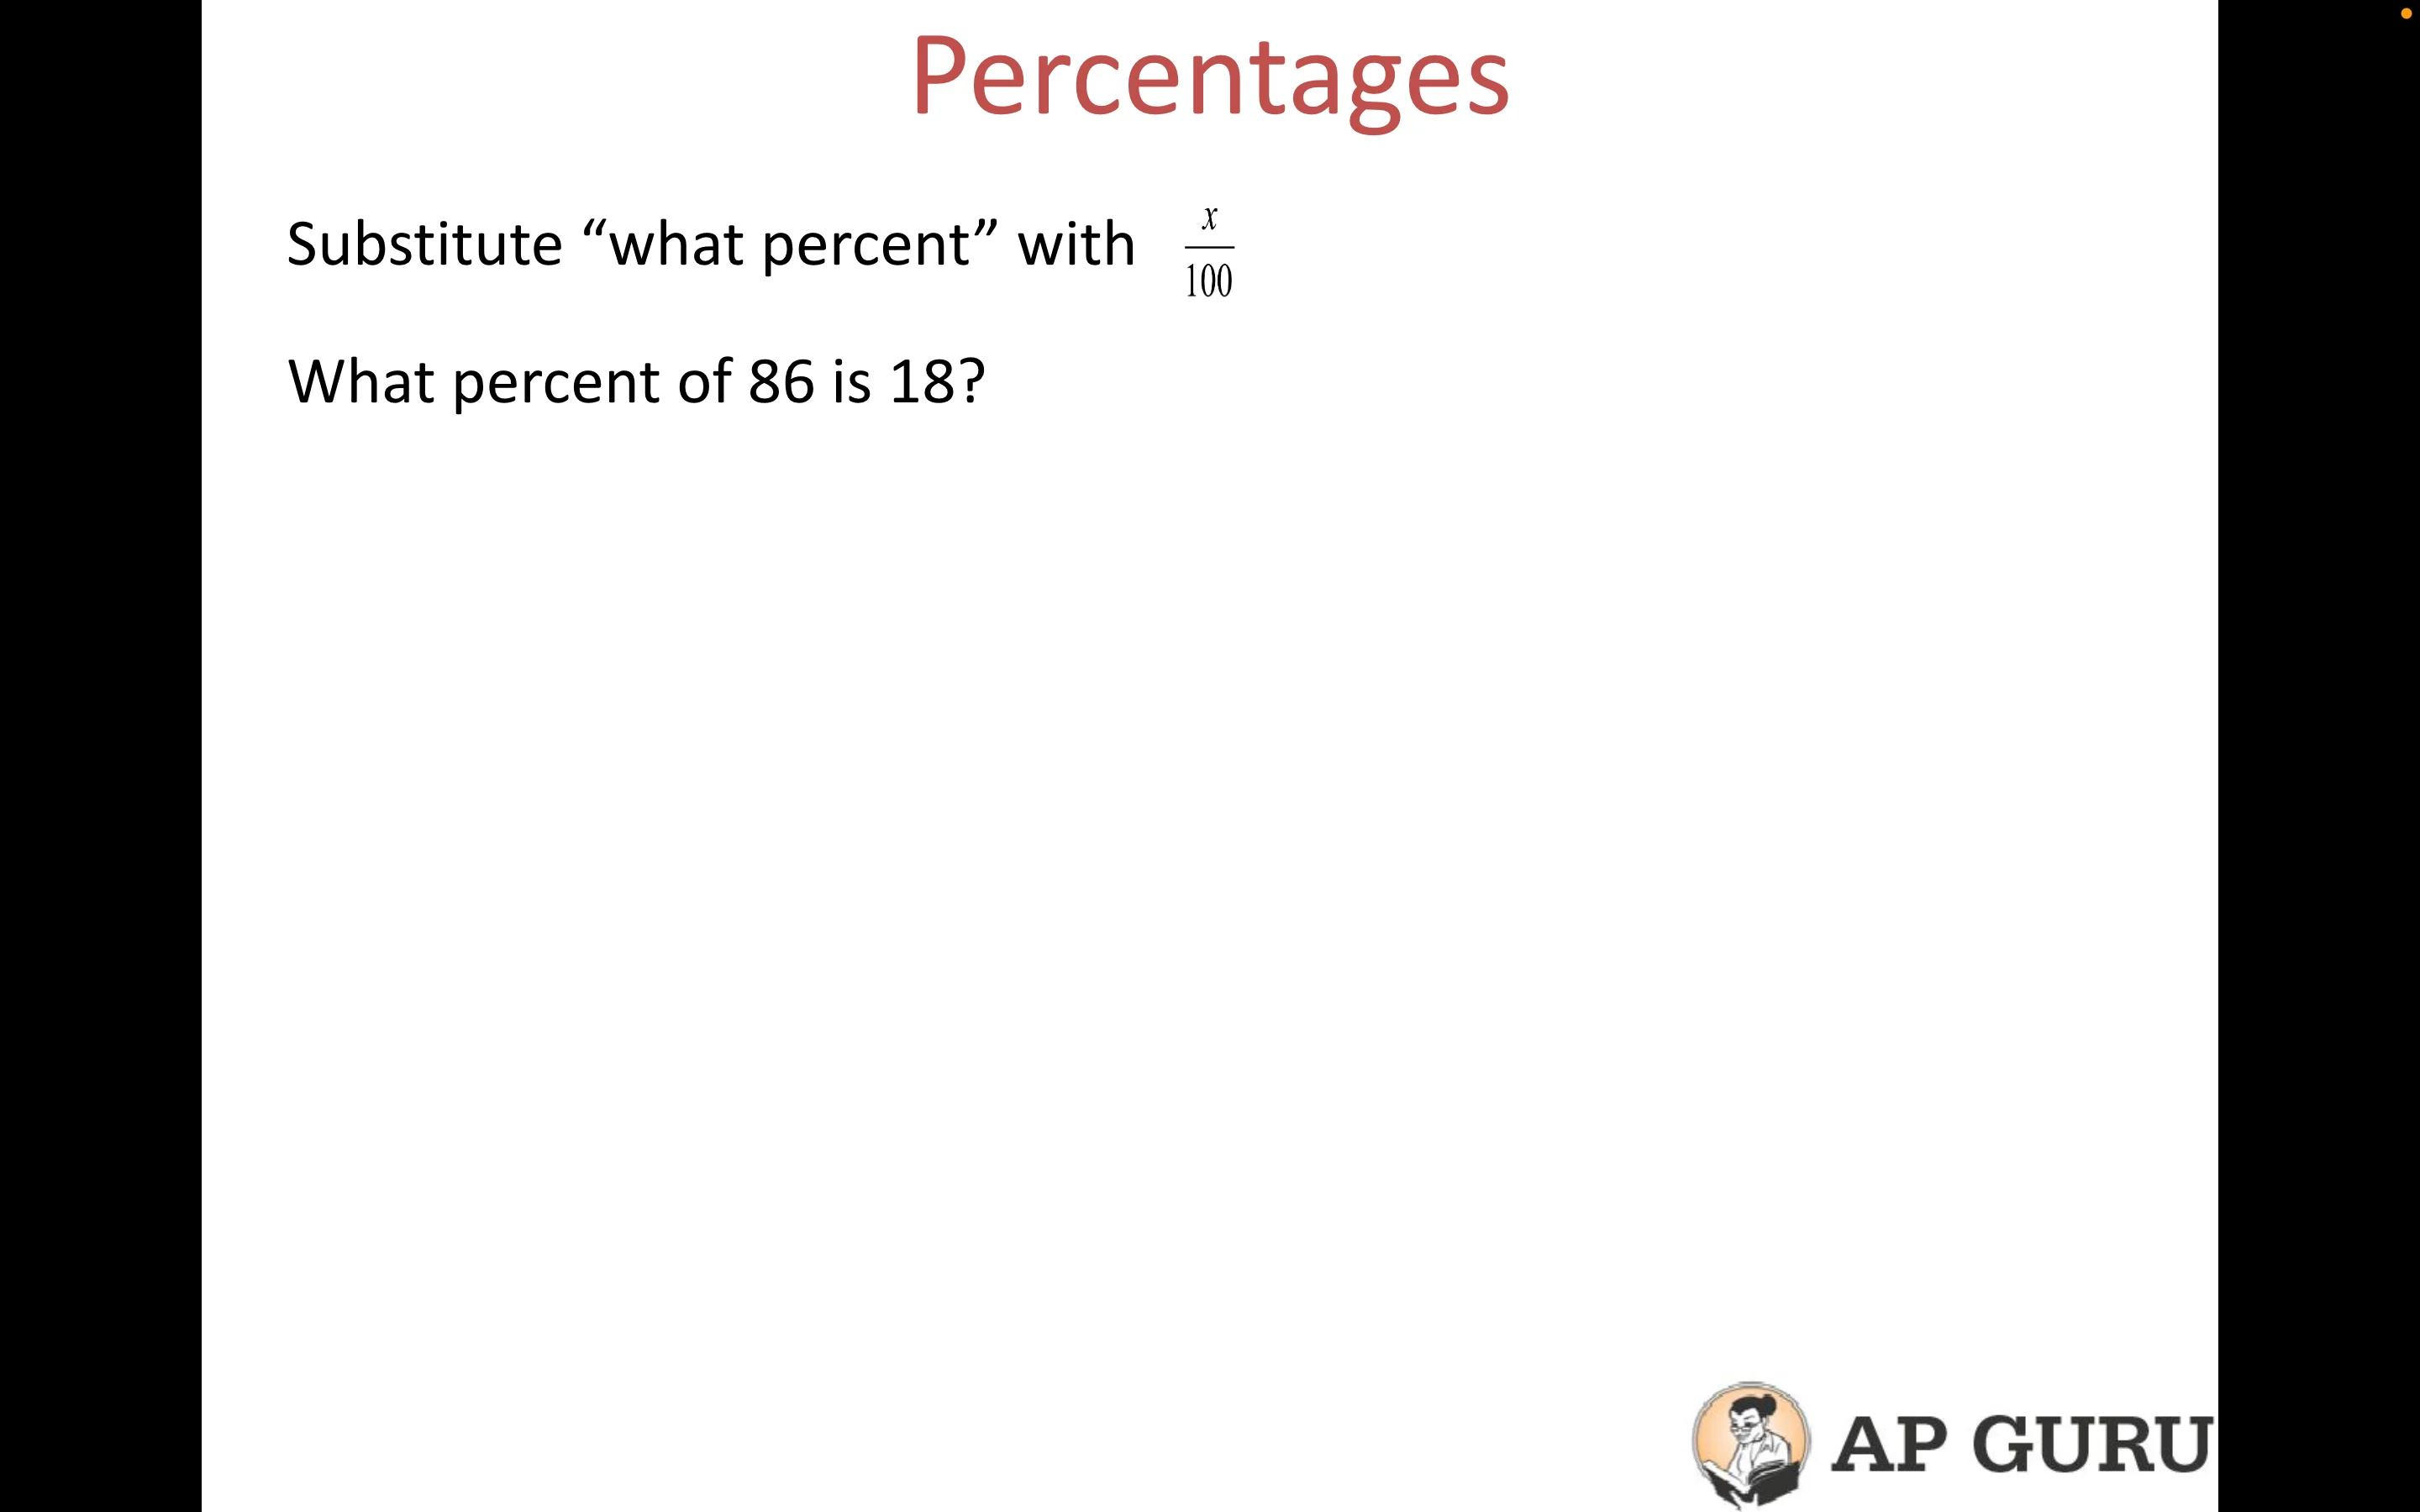 Percentages
Substitute “what percent” with x/100
What percent of 86 is 18?
AP GURU